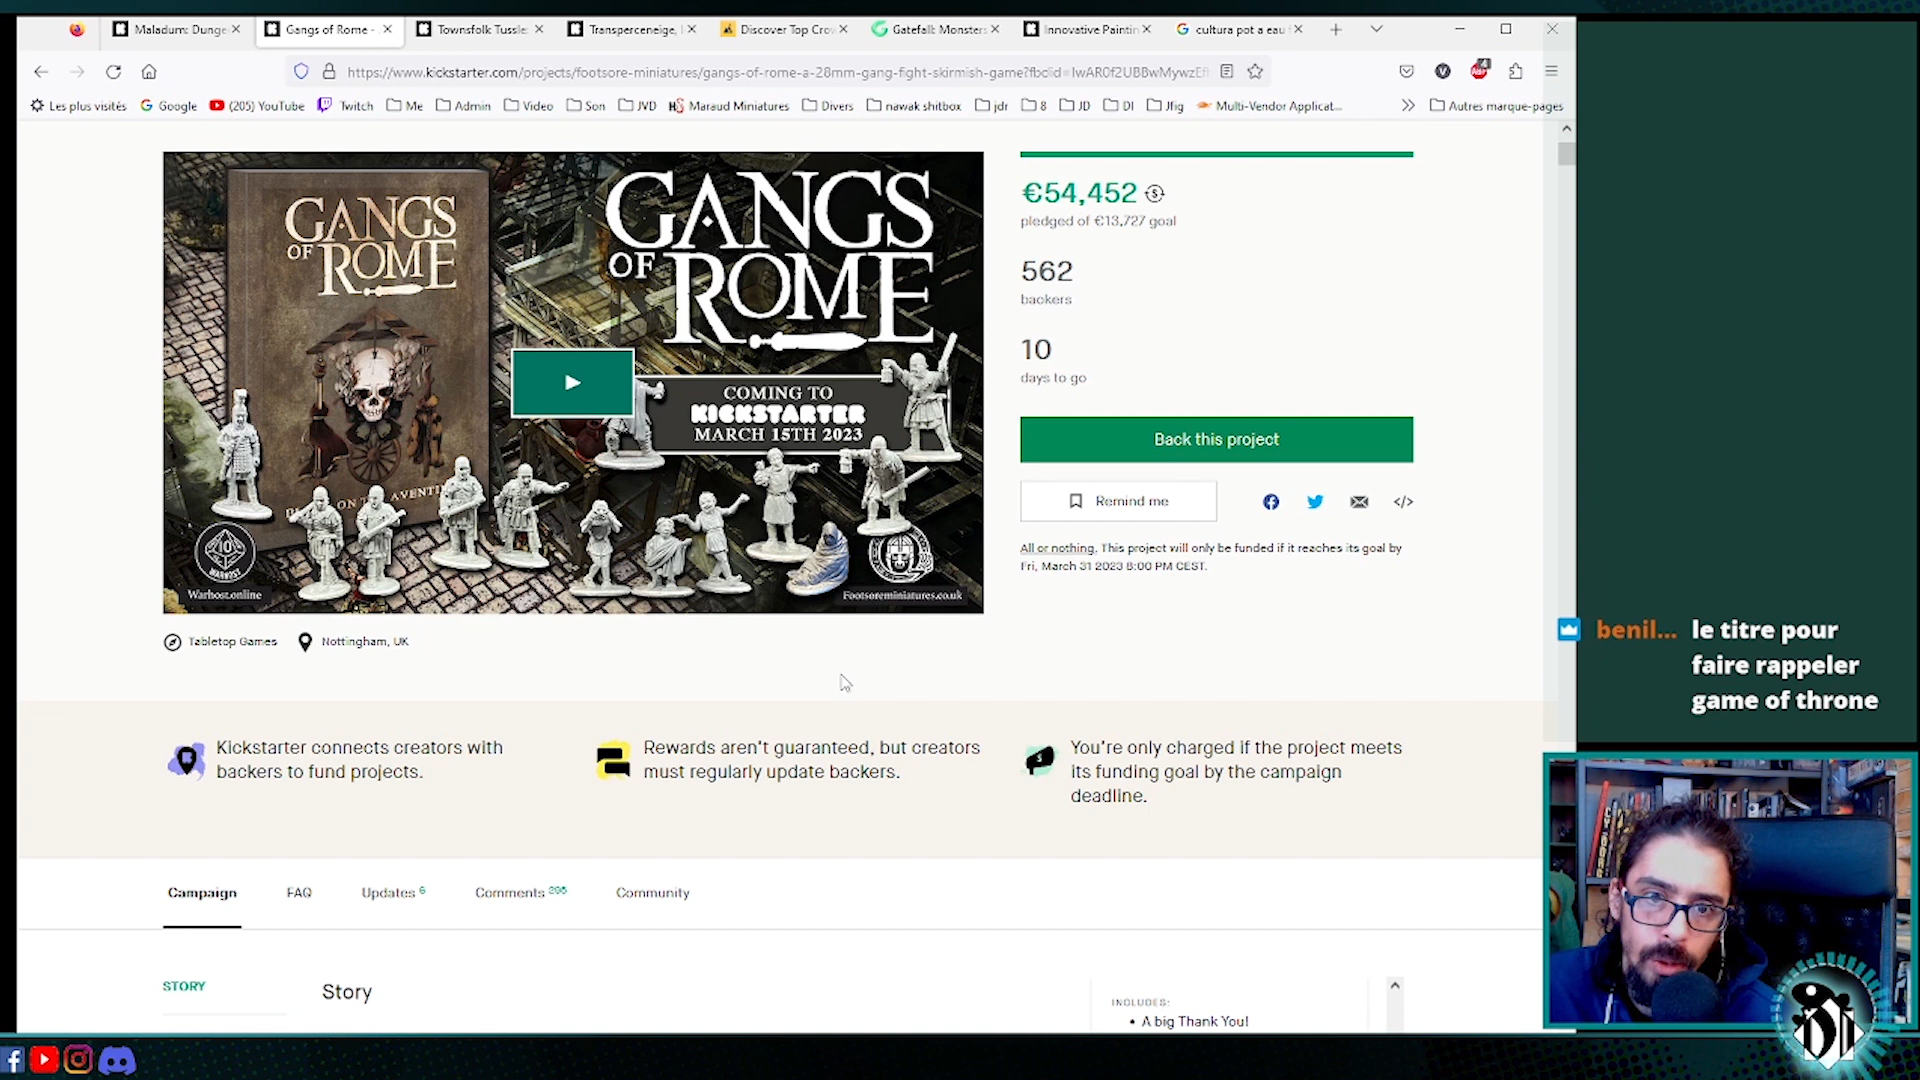 Maladum: Dunge
Gangs of Rome -
Townsfolk Tussle:
Transperceneige,
Discover Top Cro
Gatefall: Monsters
Innovative Paintin
cultura pot a eau
https://www.kickstarter.com/projects/footsore-miniatures/gangs-of-rome-a-28mm-gang-fight-skirmish-game?fbclid=IwAR0f2UBBwMywzEf
Les plus visités
Google
(205) YouTube
Twitch
Me
Admin
Video
Son
JVD
Maraud Miniatures
Divers
nawak shitbox
jdr
8
JD
DI
Jfig
Multi-Vendor Applicat...
Autres marque-pages
GANGS
OF ROME
GANGS
OF ROME
COMING TO
KICKSTARTER
MARCH 15TH 2023
AVENTI
10
WARHOST
Warhost.online
Footsoreminiatures.co.uk
€54,452
pledged of €13,727 goal
562
backers
10
days to go
Back this project
Remind me
All or nothing. This project will only be funded if it reaches its goal by
Fri, March 31 2023 8:00 PM CEST.
Tabletop Games
Nottingham, UK
benil... le titre pour
faire rappeler
game of throne
Kickstarter connects creators with
backers to fund projects.
Rewards aren't guaranteed, but creators
must regularly update backers.
You're only charged if the project meets
its funding goal by the campaign
deadline.
Campaign
FAQ
Updates 6
Comments 295
Community
STORY
Story
INCLUDES:
• A big Thank You!
DI